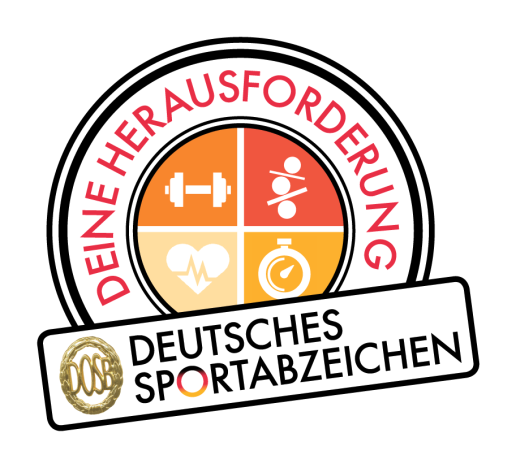 DEINE HERAUSFORDERUNG
DOSB
DEUTSCHES
SPORTABZEICHEN